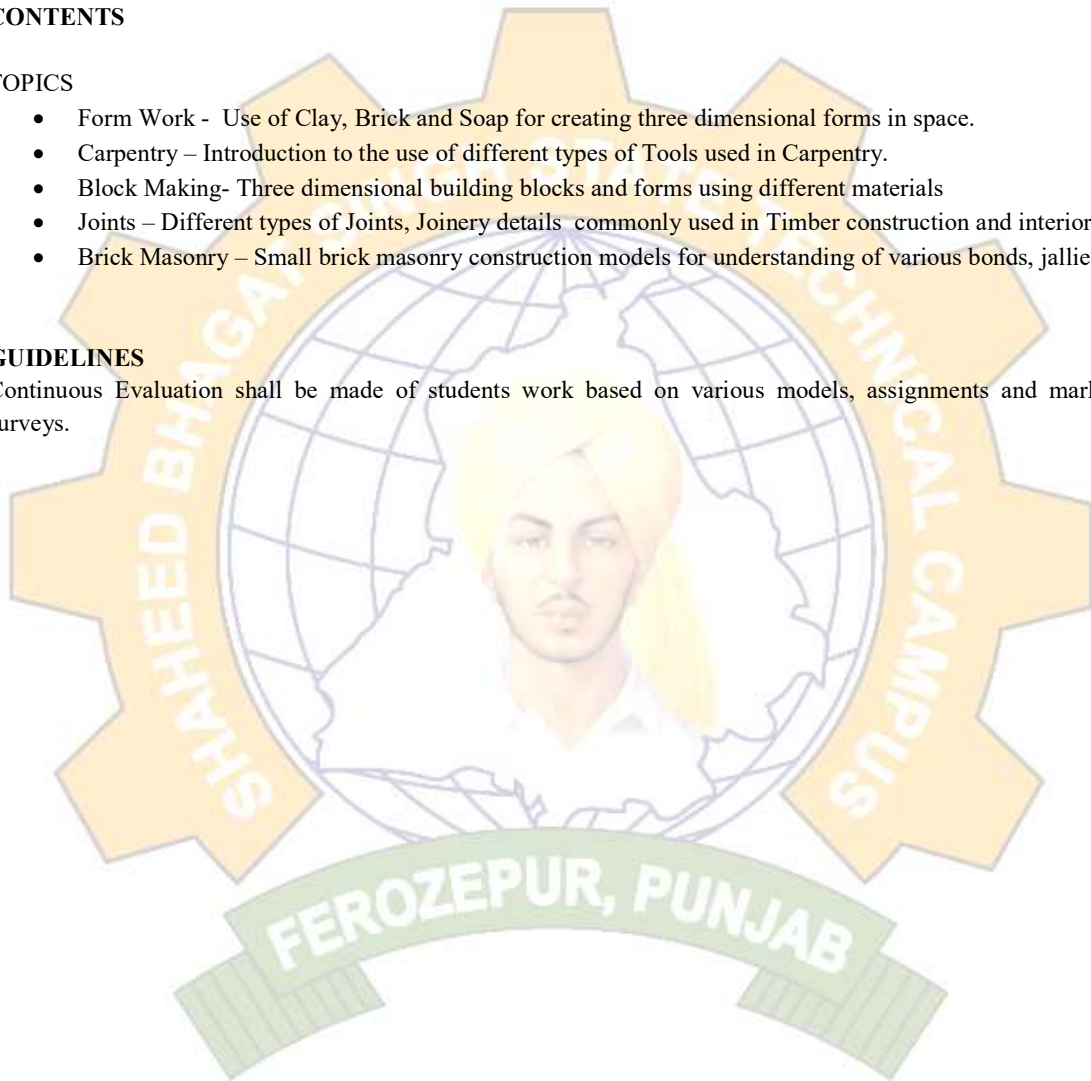 CONTENTS
TOPICS
• Form Work - Use of Clay, Brick and Soap for creating three dimensional forms in space.
• Carpentry – Introduction to the use of different types of Tools used in Carpentry.
• Block Making- Three dimensional building blocks and forms using different materials
• Joints – Different types of Joints, Joinery details commonly used in Timber construction and interior
• Brick Masonry – Small brick masonry construction models for understanding of various bonds, jallie
GUIDELINES
Continuous Evaluation shall be made of students work based on various models, assignments and mar
urveys.
SHAHEED BHAGAT SINGH STATE TECHNICAL CAMPUS
FEROZEPUR, PUNJAB